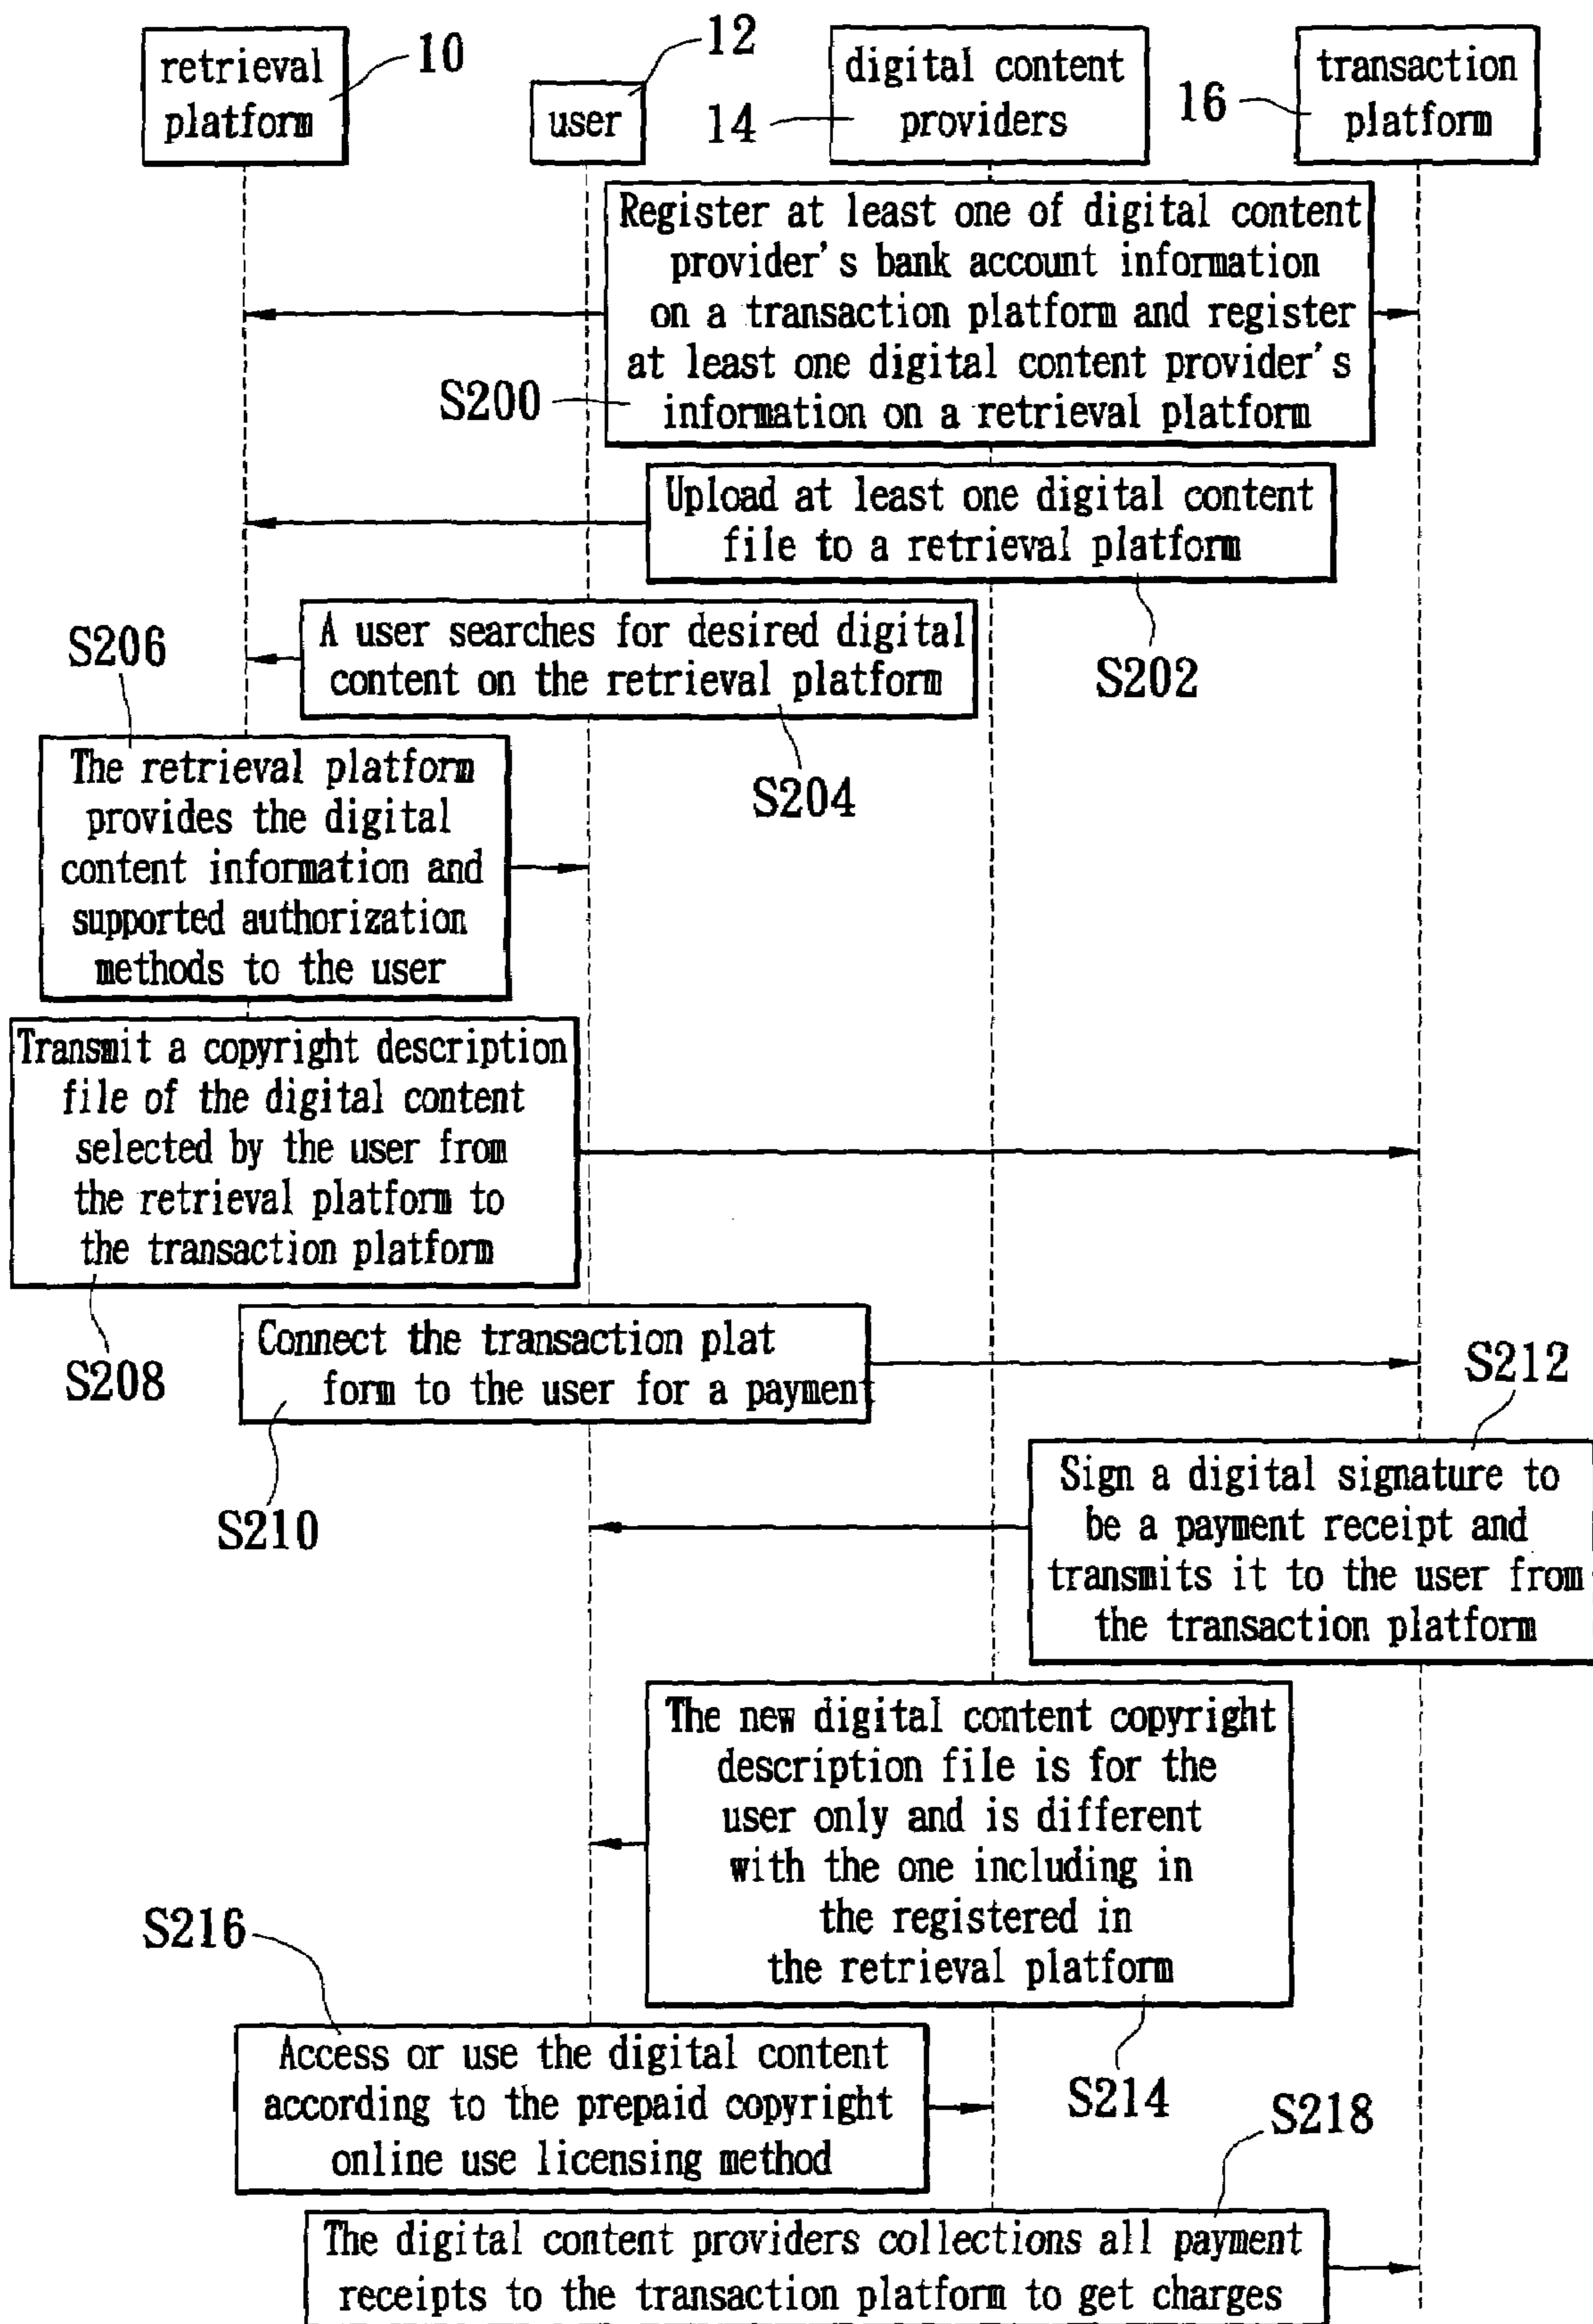 retrieval
platform
10
user
12
digital content
providers
14
transaction
platform
16
Register at least one of digital content
provider's bank account information
on a transaction platform and register
at least one digital content provider's
information on a retrieval platform
S200
Upload at least one digital content
file to a retrieval platform
S202
A user searches for desired digital
content on the retrieval platform
S204
S206
The retrieval platform
provides the digital
content information and
supported authorization
methods to the user
Transmit a copyright description
file of the digital content
selected by the user from
the retrieval platform to
the transaction platform
S208
Connect the transaction plat
form to the user for a payment
S210
S212
Sign a digital signature to
be a payment receipt and
transmits it to the user from
the transaction platform
The new digital content copyright
description file is for the
user only and is different
with the one including in
the registered in
the retrieval platform
S214
S216
Access or use the digital content
according to the prepaid copyright
online use licensing method
S218
The digital content providers collections all payment
receipts to the transaction platform to get charges